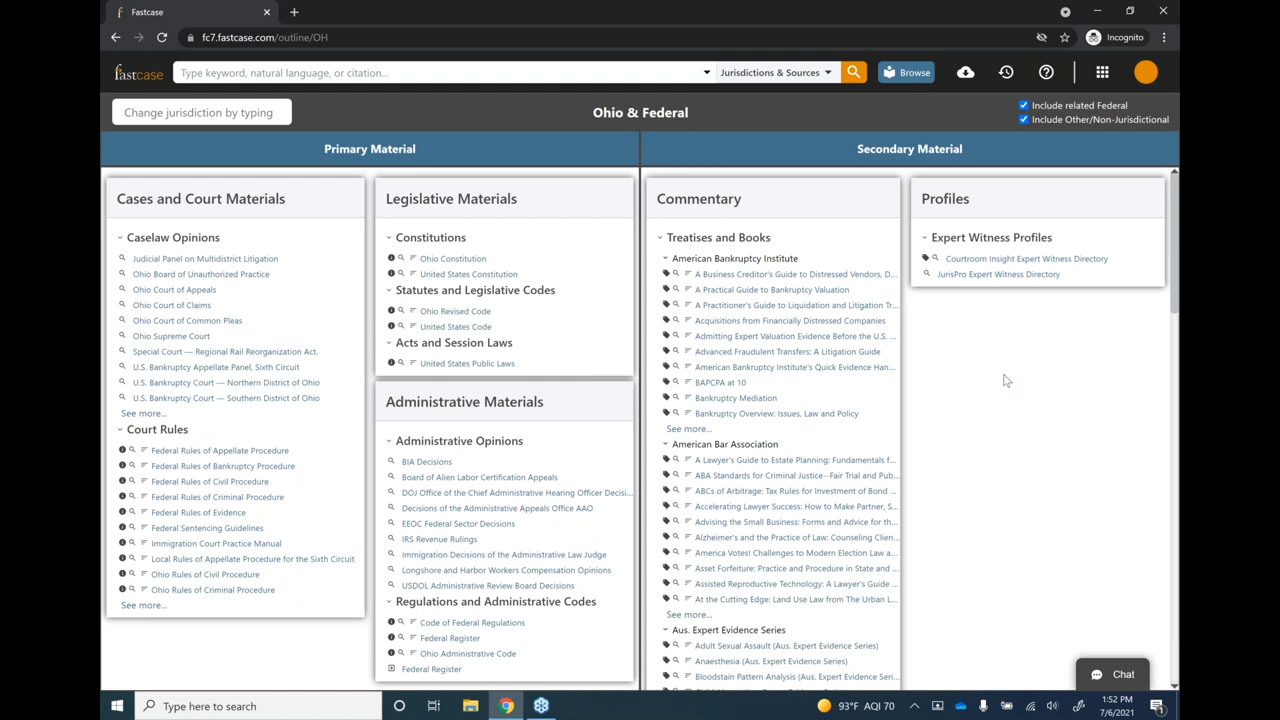 Fastcase
fc7.fastcase.com/outline/OH
Incognito
fastcase
Type keyword, natural language, or citation...
Jurisdictions & Sources
Browse
Change jurisdiction by typing
Ohio & Federal
Include related Federal
Include Other/Non-Jurisdictional
Primary Material
Secondary Material
Cases and Court Materials
Caselaw Opinions
Judicial Panel on Multidistrict Litigation
Ohio Board of Unauthorized Practice
Ohio Court of Appeals
Ohio Court of Claims
Ohio Court of Common Pleas
Ohio Supreme Court
Special Court — Regional Rail Reorganization Act.
U.S. Bankruptcy Appellate Panel, Sixth Circuit
U.S. Bankruptcy Court — Northern District of Ohio
U.S. Bankruptcy Court — Southern District of Ohio
See more...
Court Rules
Federal Rules of Appellate Procedure
Federal Rules of Bankruptcy Procedure
Federal Rules of Civil Procedure
Federal Rules of Criminal Procedure
Federal Rules of Evidence
Federal Sentencing Guidelines
Immigration Court Practice Manual
Local Rules of Appellate Procedure for the Sixth Circuit
Ohio Rules of Civil Procedure
Ohio Rules of Criminal Procedure
See more...
Legislative Materials
Constitutions
Ohio Constitution
United States Constitution
Statutes and Legislative Codes
Ohio Revised Code
United States Code
Acts and Session Laws
United States Public Laws
Administrative Materials
Administrative Opinions
BIA Decisions
Board of Alien Labor Certification Appeals
DOJ Office of the Chief Administrative Hearing Officer Decisi...
Decisions of the Administrative Appeals Office AAO
EEOC Federal Sector Decisions
IRS Revenue Rulings
Immigration Decisions of the Administrative Law Judge
Longshore and Harbor Workers Compensation Opinions
USDOL Administrative Review Board Decisions
Regulations and Administrative Codes
Code of Federal Regulations
Federal Register
Ohio Administrative Code
Federal Register
Commentary
Treatises and Books
American Bankruptcy Institute
A Business Creditor's Guide to Distressed Vendors, D...
A Practical Guide to Bankruptcy Valuation
A Practitioner's Guide to Liquidation and Litigation Tr...
Acquisitions from Financially Distressed Companies
Admitting Expert Valuation Evidence Before the U.S. ...
Advanced Fraudulent Transfers: A Litigation Guide
American Bankruptcy Institute's Quick Evidence Han...
BAPCPA at 10
Bankruptcy Mediation
Bankruptcy Overview: Issues, Law and Policy
See more...
American Bar Association
A Lawyer's Guide to Estate Planning: Fundamentals f...
ABA Standards for Criminal Justice--Fair Trial and Pub...
ABCs of Arbitrage: Tax Rules for Investment of Bond ...
Accelerating Lawyer Success: How to Make Partner, S...
Advising the Small Business: Forms and Advice for th...
Alzheimer's and the Practice of Law: Counseling Clien...
America Votes! Challenges to Modern Election Law a...
Asset Forfeiture: Practice and Procedure in State and ...
Assisted Reproductive Technology: A Lawyer's Guide ...
At the Cutting Edge: Land Use Law from The Urban L...
See more...
Aus. Expert Evidence Series
Adult Sexual Assault (Aus. Expert Evidence Series)
Anaesthesia (Aus. Expert Evidence Series)
Bloodstain Pattern Analysis (Aus. Expert Evidence Seri...
Profiles
Expert Witness Profiles
Courtroom Insight Expert Witness Directory
JurisPro Expert Witness Directory
Chat
Type here to search
93°F AQI 70
1:52 PM
7/6/2021